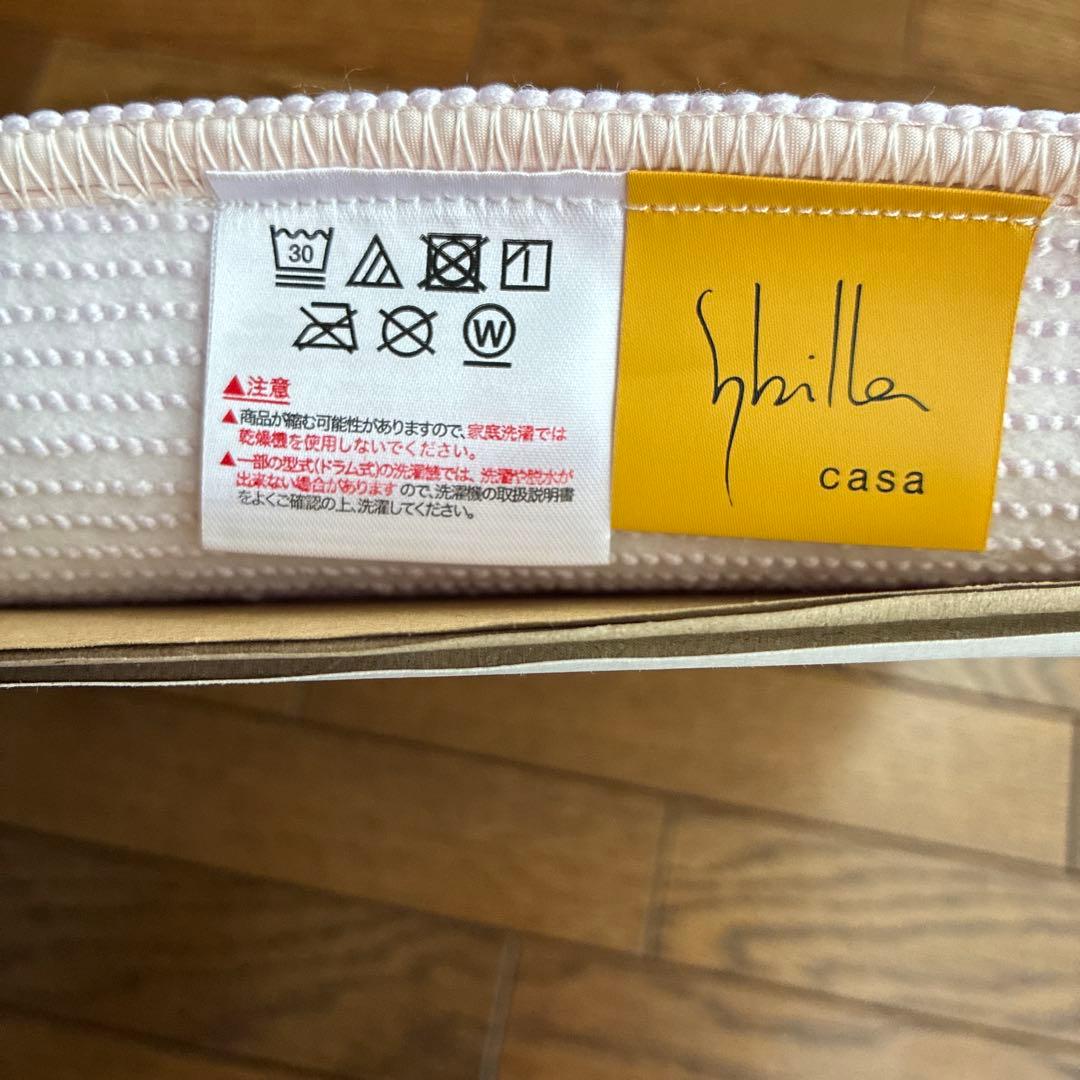 30
W
▲注意
▲商品が縮む可能性がありますので、家庭洗濯では
乾燥機を使用しないでください。
▲一部の型式(ドラム式)の洗濯機では、洗濯や脱水が
出来ない場合がありますので、洗濯機の取扱説明書
をよくご確認の上、洗濯してください。
Sybilla
casa